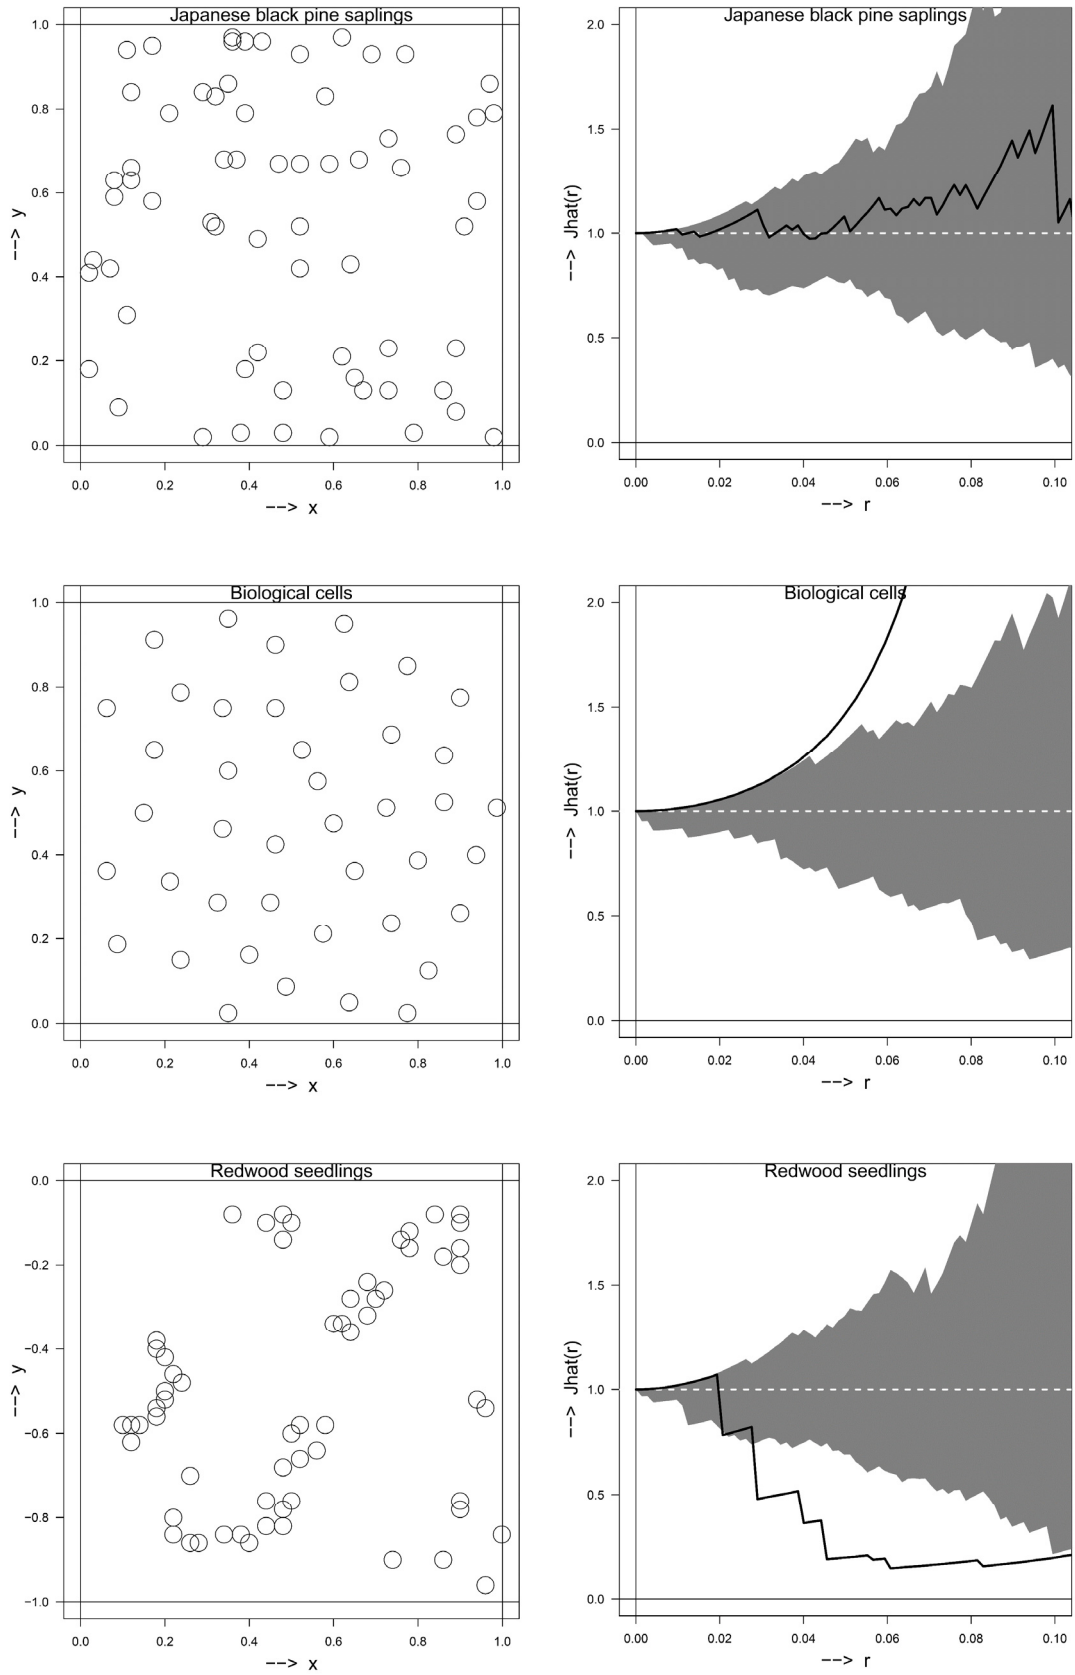 Japanese black pine saplings
1.0
0.8
0.6
0.4
0.2
0.0
--> y
0.0 0.2 0.4 0.6 0.8 1.0
--> x
Japanese black pine saplings
2.0
1.5
1.0
0.5
0.0
--> Jhat(r)
0.00 0.02 0.04 0.06 0.08 0.10
--> r
Biological cells
1.0
0.8
0.6
0.4
0.2
0.0
--> y
0.0 0.2 0.4 0.6 0.8 1.0
--> x
Biological cells
2.0
1.5
1.0
0.5
0.0
--> Jhat(r)
0.00 0.02 0.04 0.06 0.08 0.10
--> r
Redwood seedlings
0.0
−0.2
−0.4
−0.6
−0.8
−1.0
--> y
0.0 0.2 0.4 0.6 0.8 1.0
--> x
Redwood seedlings
2.0
1.5
1.0
0.5
0.0
--> Jhat(r)
0.00 0.02 0.04 0.06 0.08 0.10
--> r